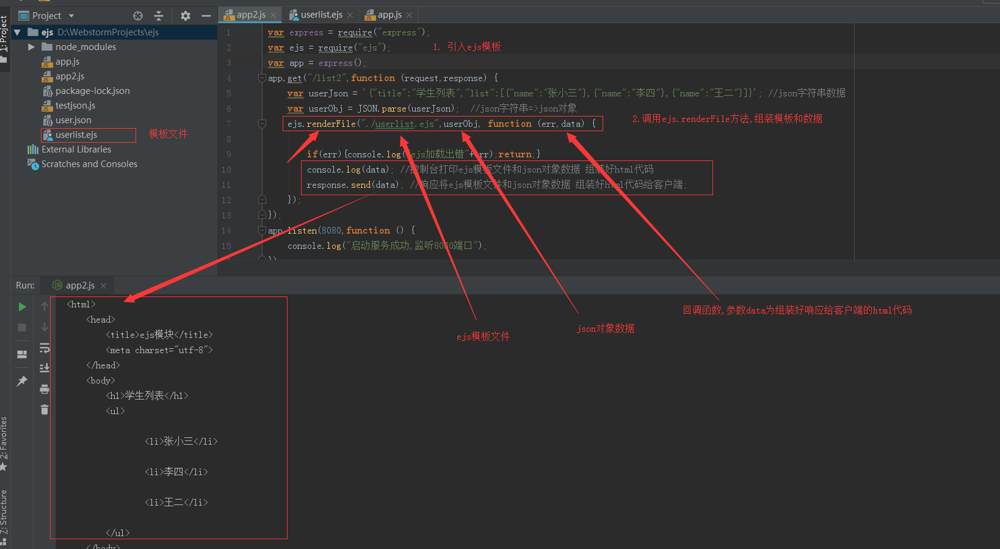 Project
ejs D:\WebstormProjects\ejs
node_modules
app.js
app2.js
package-lock.json
testjson.js
user.json
userlist.ejs 模板文件
External Libraries
Scratches and Consoles
1: Project
2: Favorites
7: Structure
app2.js userlist.ejs app.js
1 var express = require("express");
2 var ejs = require("ejs"); 1. 引入ejs模板
3 var app = express();
4 app.get("/list2",function (request,response) {
5 var userJson = '{"title":"学生列表","list":[{"name":"张小三"},{"name":"李四"},{"name":"王二"}]}'; //json字符串数据
6 var userObj = JSON.parse(userJson); //json字符串=>json对象
7 ejs.renderFile("./userlist.ejs",userObj, function (err,data) { 2.调用ejs.renderFile方法,组装模板和数据
8
9 if(err){console.log("ejs加载出错"+err);return;}
10 console.log(data); //控制台打印ejs模板文件和json对象数据 组装好html代码
11 response.send(data); //响应将ejs模板文件和json对象数据 组装好html代码给客户端;
12 });
13 });
14 app.listen(8080,function () {
15 console.log("启动服务成功,监听8080端口");
})
Run: app2.js
<html>
<head>
<title>ejs模块</title>
<meta charset="utf-8">
</head>
<body>
<h1>学生列表</h1>
<ul>
<li>张小三</li>
<li>李四</li>
<li>王二</li>
</ul>
</body>
ejs模板文件
json对象数据
回调函数,参数data为组装好响应给客户端的html代码